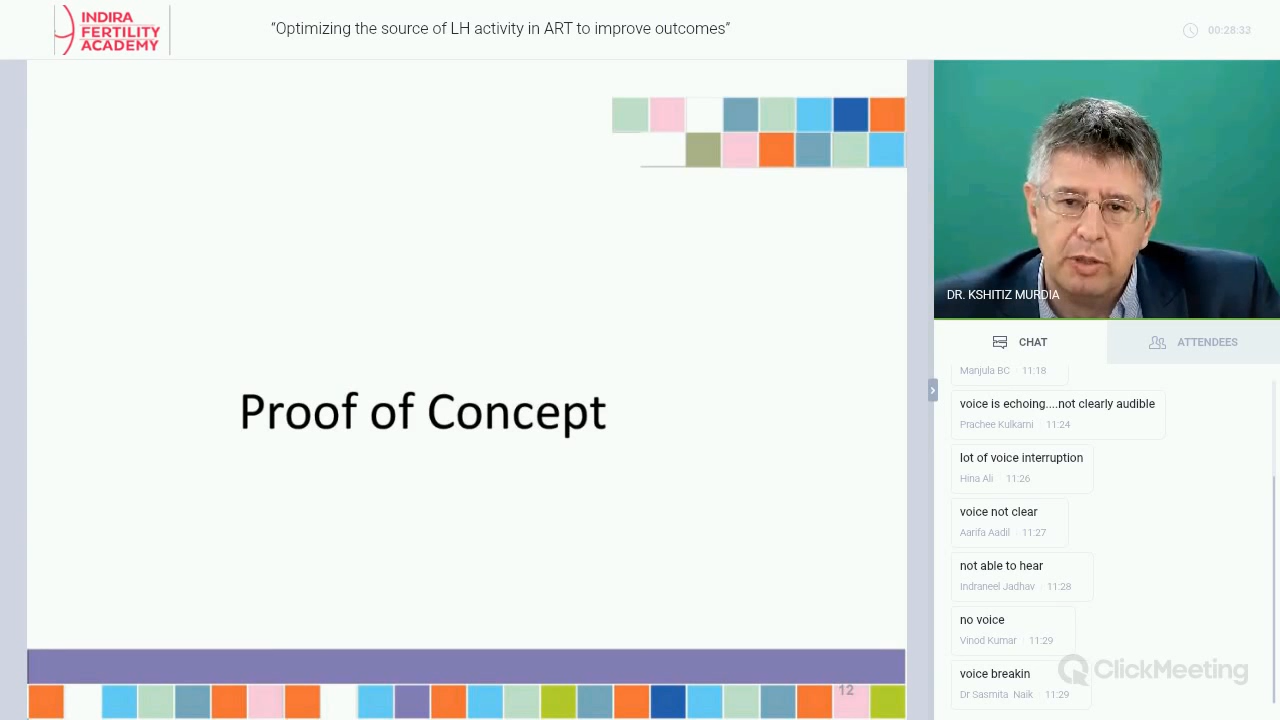 INDIRA
FERTILITY
ACADEMY
“Optimizing the source of LH activity in ART to improve outcomes”
00:28:33
Proof of Concept
12
DR. KSHITIZ MURDIA
CHAT
ATTENDEES
Manjula BC 11:18
voice is echoing....not clearly audible
Prachee Kulkarni 11:24
lot of voice interruption
Hina Ali 11:26
voice not clear
Aarifa Aadil 11:27
not able to hear
Indraneel Jadhav 11:28
no voice
Vinod Kumar 11:29
voice breakin
Dr Sasmita Naik 11:29
ClickMeeting